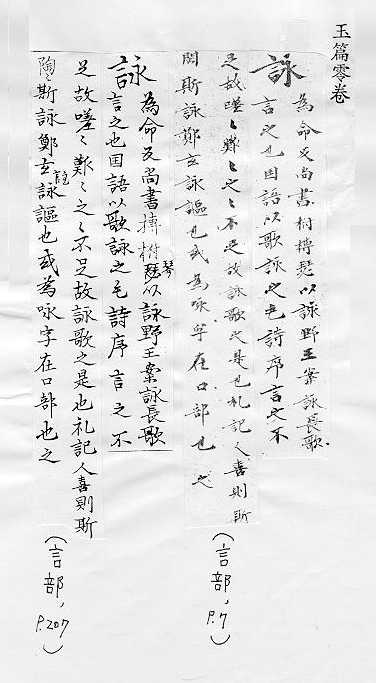 玉篇零卷
詠
為命反尚書拊搏瑟以詠野王案詠長歌
言之也国語以歌詠之毛詩序言之不
足故嗟〻難〻之〻不足故詠歌之是也札記人喜則斯
斯詠鄭玄詠謳也或為咏字在口部也之
(言部, P.7)
詠
為命反尚書搏拊琴瑟以詠野王案詠長歌
言之也国語以歌詠之毛詩序言之不
足故嗟〻難〻之〻不足故詠歌之是也札記人喜則斯
陶斯詠鄭玄詠謳也或為咏字在口部也之
(言部, P.207)